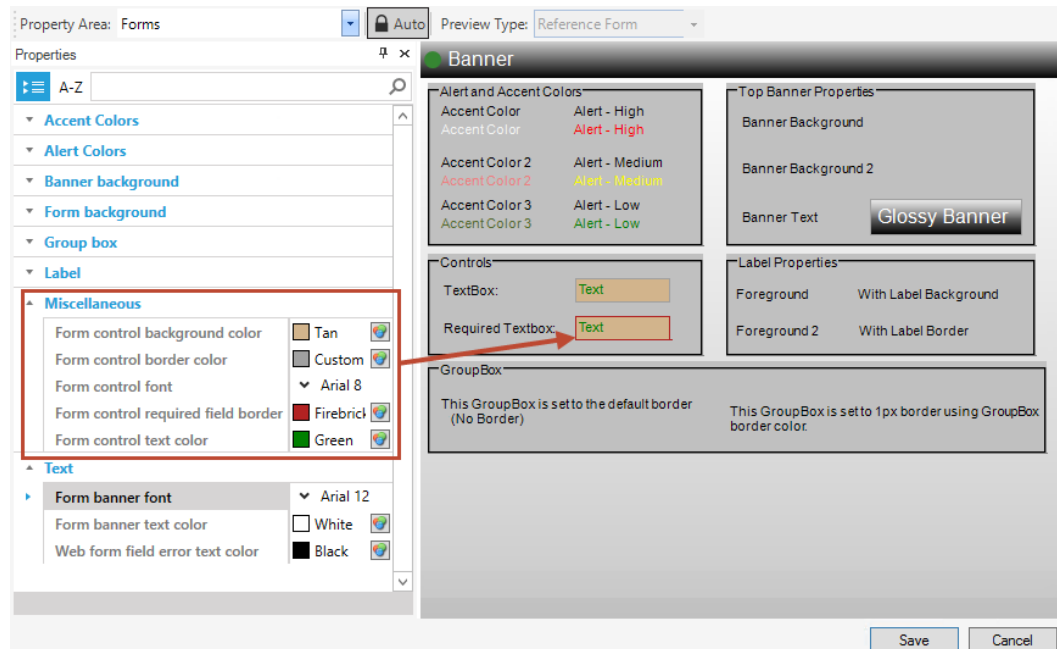 Property Area: Forms Auto Preview Type: Reference Form
Properties
A-Z
Accent Colors
Alert Colors
Banner background
Form background
Group box
Label
Miscellaneous
Form control background color Tan
Form control border color Custom
Form control font Arial 8
Form control required field border Firebrick
Form control text color Green
Text
Form banner font Arial 12
Form banner text color White
Web form field error text color Black
Banner
Alert and Accent Colors
Accent Color Alert - High
Accent Color Alert - High
Accent Color 2 Alert - Medium
Accent Color 2 Alert - Medium
Accent Color 3 Alert - Low
Accent Color 3 Alert - Low
Top Banner Properties
Banner Background
Banner Background 2
Banner Text Glossy Banner
Controls
TextBox: Text
Required Textbox: Text
Label Properties
Foreground With Label Background
Foreground 2 With Label Border
GroupBox
This GroupBox is set to the default border
(No Border)
This GroupBox is set to 1px border using GroupBox
border color.
Save Cancel